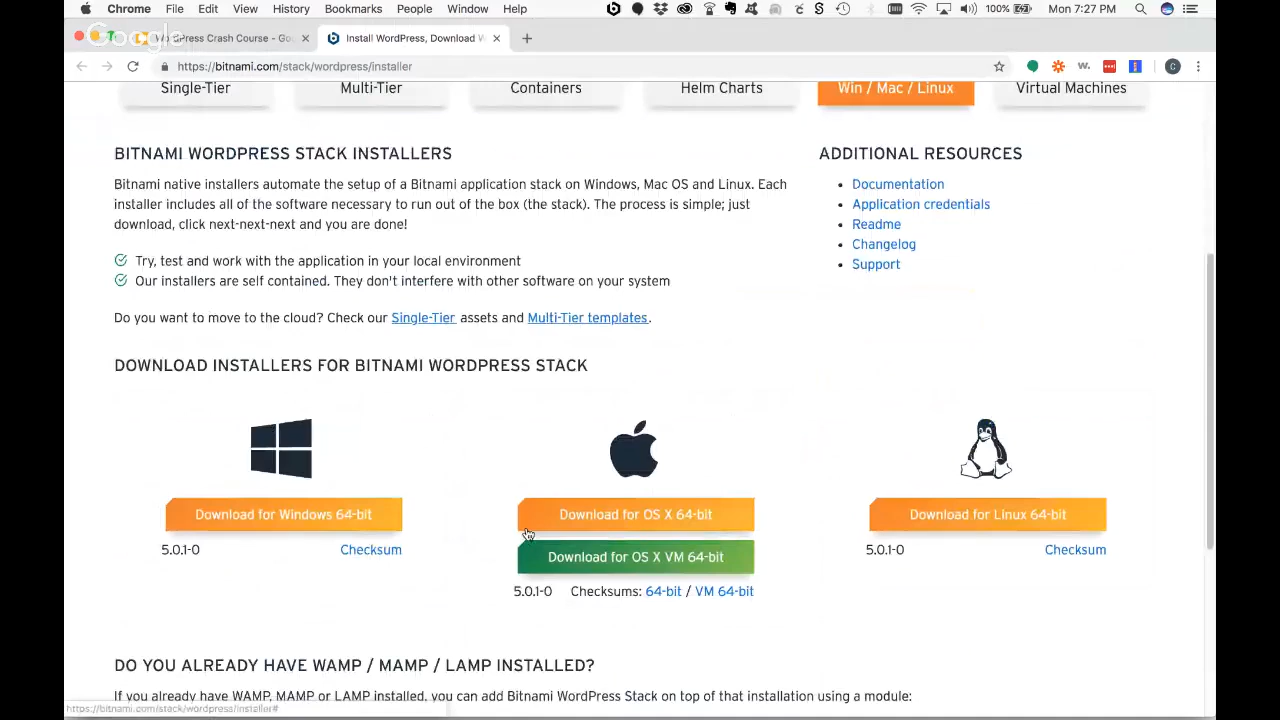 Chrome File Edit View History Bookmarks People Window Help 100% Mon 7:27 PM
Google
WordPress Crash Course - Go
Install WordPress, Download W
https://bitnami.com/stack/wordpress/installer
Single-Tier Multi-Tier Containers Helm Charts Win / Mac / Linux Virtual Machines
BITNAMI WORDPRESS STACK INSTALLERS
Bitnami native installers automate the setup of a Bitnami application stack on Windows, Mac OS and Linux. Each
installer includes all of the software necessary to run out of the box (the stack). The process is simple; just
download, click next-next-next and you are done!
Try, test and work with the application in your local environment
Our installers are self contained. They don't interfere with other software on your system
Do you want to move to the cloud? Check our Single-Tier assets and Multi-Tier templates.
ADDITIONAL RESOURCES
Documentation
Application credentials
Readme
Changelog
Support
DOWNLOAD INSTALLERS FOR BITNAMI WORDPRESS STACK
Download for Windows 64-bit
5.0.1-0 Checksum
Download for OS X 64-bit
Download for OS X VM 64-bit
5.0.1-0 Checksums: 64-bit / VM 64-bit
Download for Linux 64-bit
5.0.1-0 Checksum
DO YOU ALREADY HAVE WAMP / MAMP / LAMP INSTALLED?
If you already have WAMP, MAMP or LAMP installed, you can add Bitnami WordPress Stack on top of that installation using a module:
https://bitnami.com/stack/wordpress/installer#